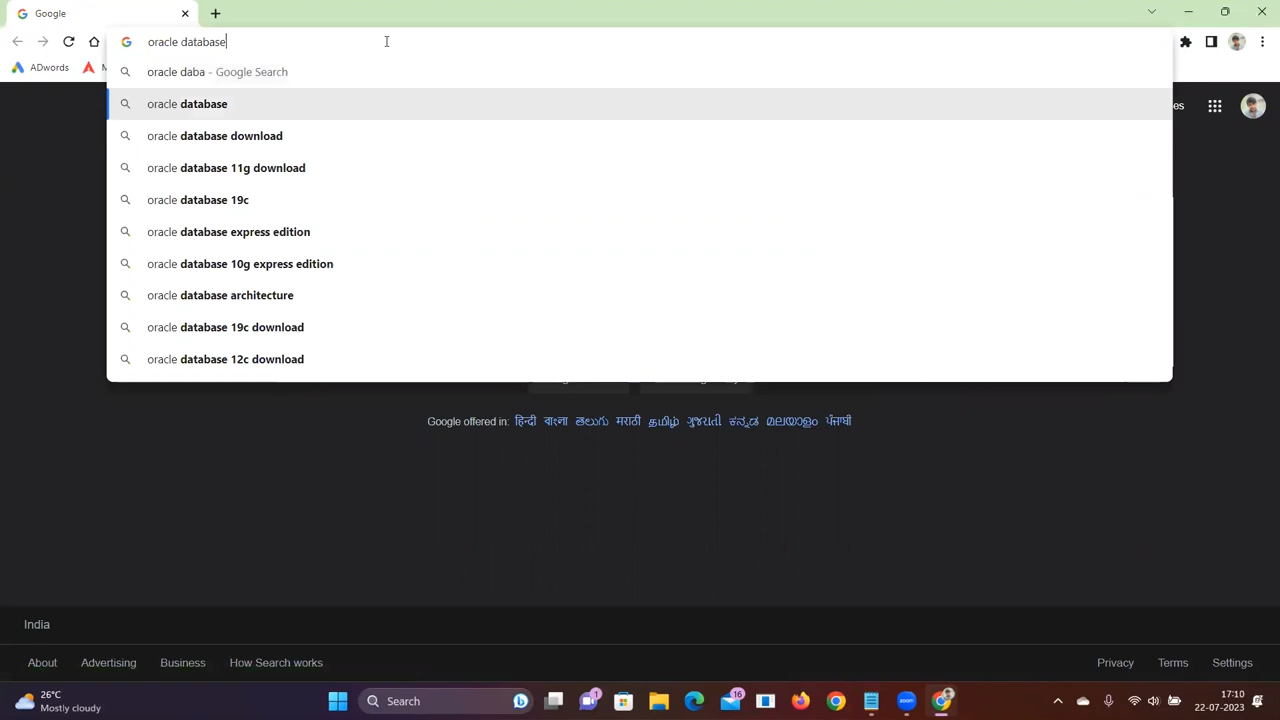 Google
oracle database
ADwords
oracle daba - Google Search
oracle database
oracle database download
oracle database 11g download
oracle database 19c
oracle database express edition
oracle database 10g express edition
oracle database architecture
oracle database 19c download
oracle database 12c download
Google offered in: हिन्दी বাংলা తెలుగు मराठी தமிழ் ગુજરાતી ಕನ್ನಡ മലയാളം ਪੰਜਾਬੀ
India
About Advertising Business How Search works Privacy Terms Settings
26°C
Mostly cloudy
Search
1
16
17:10
22-07-2023